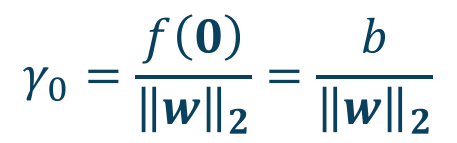 γ₀ = f(𝟎) / ‖𝒘‖₂ = b / ‖𝒘‖₂